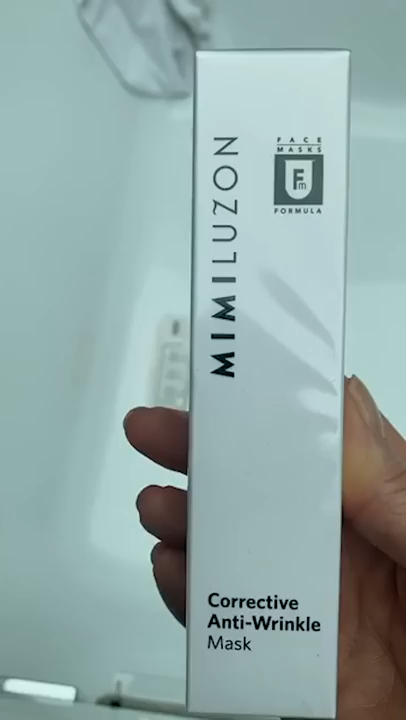 MIMILUZON
FACE
MASKS
Fm
FORMULA
Corrective
Anti-Wrinkle
Mask